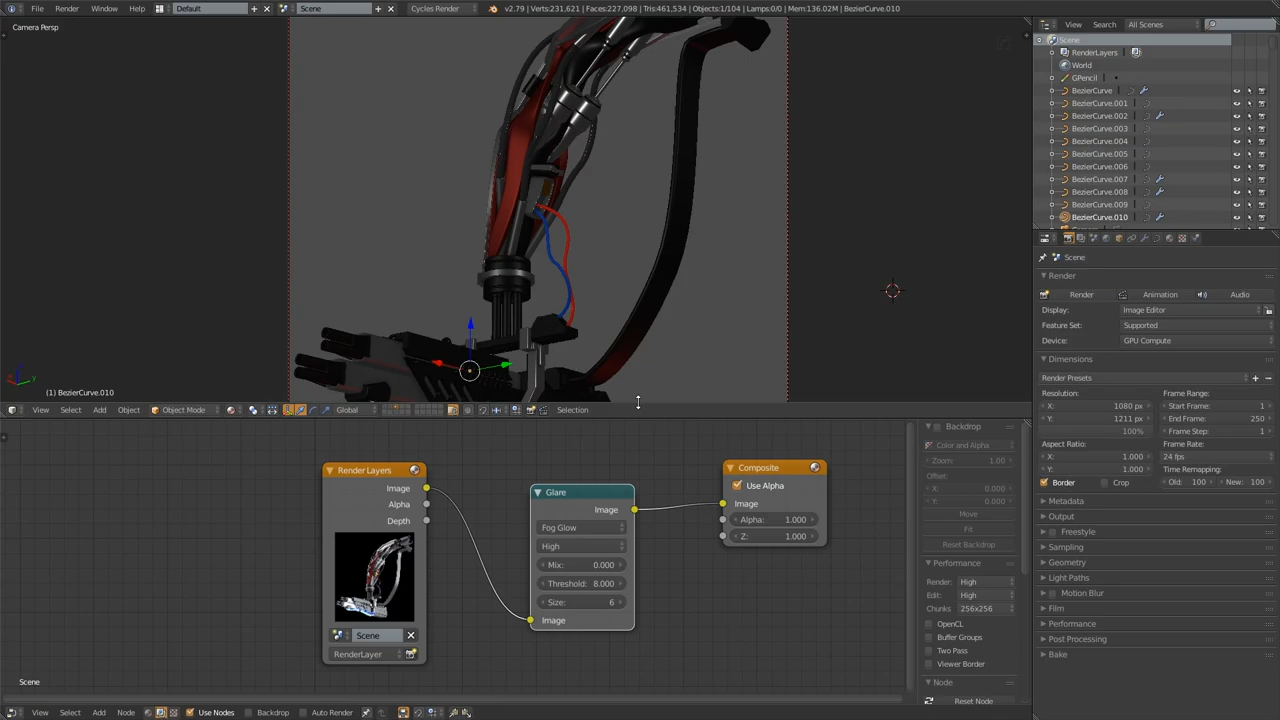 File Render Window Help Default Scene Cycles Render v2.79 | Verts:231,621 | Faces:227,098 | Tris:461,534 | Objects:1/104 | Lamps:0/0 | Mem:136.02M | BezierCurve.010
Camera Persp
(1) BezierCurve.010
View Select Add Object Object Mode Global Selection
View Search All Scenes
Scene
RenderLayers
World
GPencil
BezierCurve
BezierCurve.001
BezierCurve.002
BezierCurve.003
BezierCurve.004
BezierCurve.005
BezierCurve.006
BezierCurve.007
BezierCurve.008
BezierCurve.009
BezierCurve.010
Scene
Render
Render Animation Audio
Display: Image Editor
Feature Set: Supported
Device: GPU Compute
Dimensions
Render Presets
Resolution: Frame Range:
X: 1080 px Start Frame: 1
Y: 1211 px End Frame: 250
100% Frame Step: 1
Aspect Ratio: Frame Rate:
X: 1.000 24 fps
Y: 1.000 Time Remapping:
Border Crop Old: 100 New: 100
Metadata
Output
Freestyle
Sampling
Geometry
Light Paths
Motion Blur
Film
Performance
Post Processing
Bake
Render Layers
Image
Alpha
Depth
Scene
RenderLayer
Glare
Image
Fog Glow
High
Mix: 0.000
Threshold: 8.000
Size: 6
Image
Composite
Use Alpha
Image
Alpha: 1.000
Z: 1.000
Backdrop
Color and Alpha
Zoom: 1.00
Offset:
X: 0.000
Y: 0.000
Move
Fit
Reset Backdrop
Performance
Render: High
Edit: High
Chunks 256x256
OpenCL
Buffer Groups
Two Pass
Viewer Border
Node
Reset Node
Scene
View Select Add Node Use Nodes Backdrop Auto Render